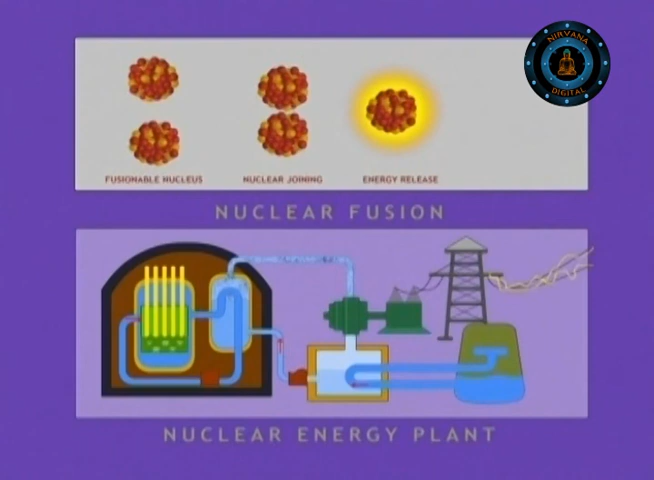 NIRVANA
DIGITAL
FUSIONABLE NUCLEUS
NUCLEAR JOINING
ENERGY RELEASE
NUCLEAR FUSION
NUCLEAR ENERGY PLANT